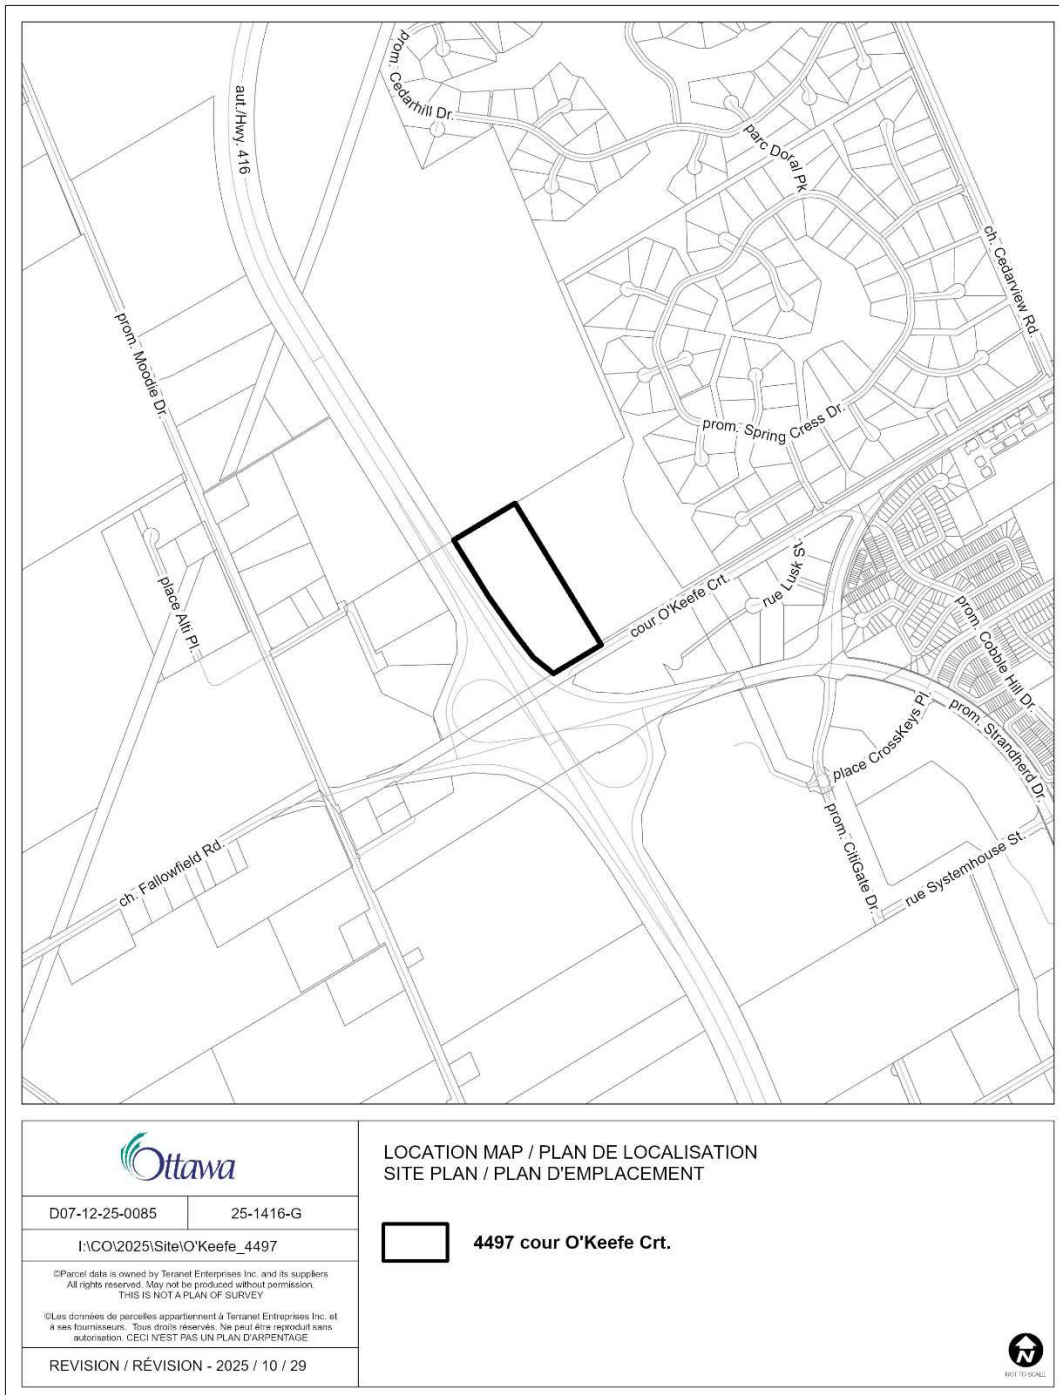 prom. Cedarhill Dr.
aut./Hwy. 416
parc Doral Pk.
ch. Cedarview Rd.
prom. Moodie Dr.
prom. Spring Cress Dr.
place Alti Pl.
cour O'Keefe Crt.
rue Lusk St.
prom. Cobble Hill Dr.
prom. Strandherd Dr.
place CrossKeys Pl.
prom. CitiGate Dr.
rue Systemhouse St.
ch. Fallowfield Rd.
Ottawa
D07-12-25-0085
25-1416-G
I:\CO\2025\Site\O'Keefe_4497
©Parcel data is owned by Teranet Enterprises Inc. and its suppliers
All rights reserved. May not be produced without permission.
THIS IS NOT A PLAN OF SURVEY
©Les données de parcelles appartiennent à Terranet Entreprises Inc. et
à ses fournisseurs. Tous droits réservés. Ne peut être reproduit sans
autorisation. CECI N'EST PAS UN PLAN D'ARPENTAGE
REVISION / RÉVISION - 2025 / 10 / 29
LOCATION MAP / PLAN DE LOCALISATION
SITE PLAN / PLAN D'EMPLACEMENT
4497 cour O'Keefe Crt.
N
NOT TO SCALE